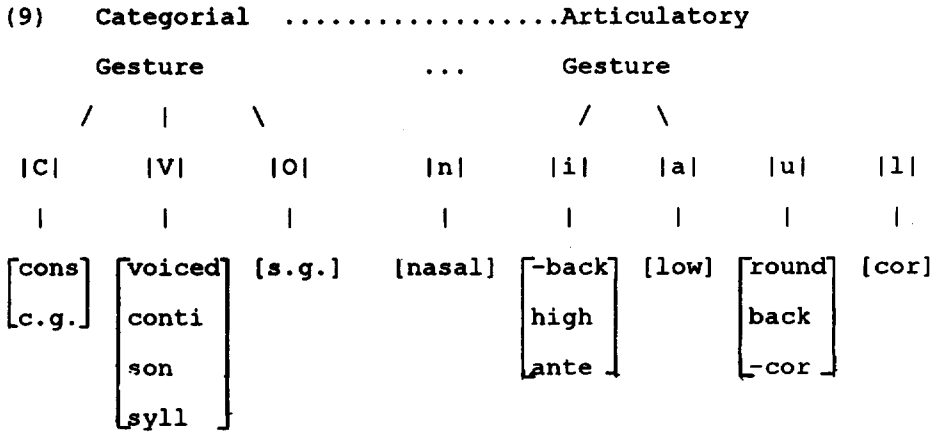 (9) Categorial ...................Articulatory
Gesture ... Gesture
/ | \ / \
|C| |V| |O| |n| |i| |a| |u| |l|
| | | | | | | |
[cons] [voiced] [s.g.] [nasal] [-back] [low] [round] [cor]
c.g. conti high back
son ante -cor
syll